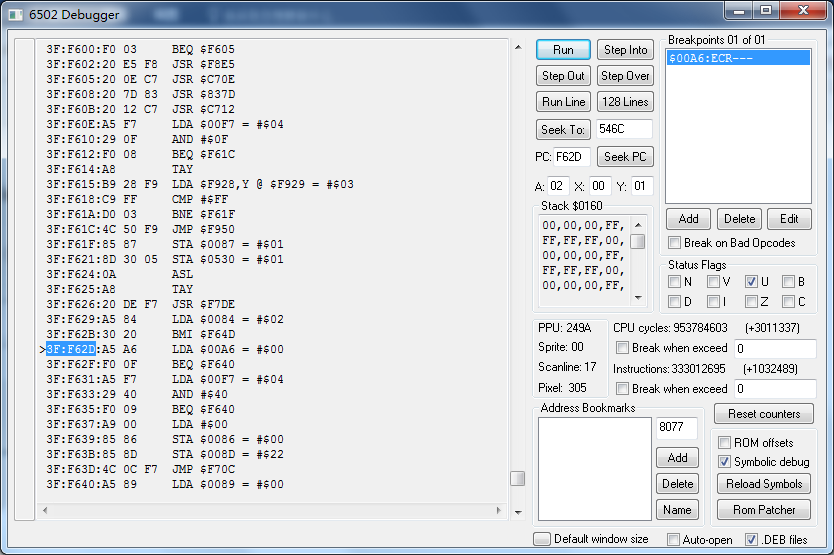 6502 Debugger
3F:F600:F0 03 BEQ $F605
3F:F602:20 E5 F8 JSR $F8E5
3F:F605:20 0E C7 JSR $C70E
3F:F608:20 7D 83 JSR $837D
3F:F60B:20 12 C7 JSR $C712
3F:F60E:A5 F7 LDA $00F7 = #$04
3F:F610:29 0F AND #$0F
3F:F612:F0 08 BEQ $F61C
3F:F614:A8 TAY
3F:F615:B9 28 F9 LDA $F928,Y @ $F929 = #$03
3F:F618:C9 FF CMP #$FF
3F:F61A:D0 03 BNE $F61F
3F:F61C:4C 50 F9 JMP $F950
3F:F61F:85 87 STA $0087 = #$01
3F:F621:8D 30 05 STA $0530 = #$01
3F:F624:0A ASL
3F:F625:A8 TAY
3F:F626:20 DE F7 JSR $F7DE
3F:F629:A5 84 LDA $0084 = #$02
3F:F62B:30 20 BMI $F64D
>3F:F62D:A5 A6 LDA $00A6 = #$00
3F:F62F:F0 0F BEQ $F640
3F:F631:A5 F7 LDA $00F7 = #$04
3F:F633:29 40 AND #$40
3F:F635:F0 09 BEQ $F640
3F:F637:A9 00 LDA #$00
3F:F639:85 86 STA $0086 = #$00
3F:F63B:85 8D STA $008D = #$22
3F:F63D:4C 0C F7 JMP $F70C
3F:F640:A5 89 LDA $0089 = #$00
Run Step Into
Step Out Step Over
Run Line 128 Lines
Seek To: 546C
PC: F62D Seek PC
A: 02 X: 00 Y: 01
Stack $0160
00,00,00,FF,
FF,FF,FF,00,
00,00,00,FF,
FF,FF,FF,00,
00,00,00,FF,
Breakpoints 01 of 01
$00A6:ECR---
Add Delete Edit
Break on Bad Opcodes
Status Flags
N V U B
D I Z C
PPU: 249A
Sprite: 00
Scanline: 17
Pixel: 305
CPU cycles: 953784603 (+3011337)
Break when exceed 0
Instructions: 333012695 (+1032489)
Break when exceed 0
Address Bookmarks
8077
Add
Delete
Name
Reset counters
ROM offsets
Symbolic debug
Reload Symbols
Rom Patcher
Default window size Auto-open .DEB files